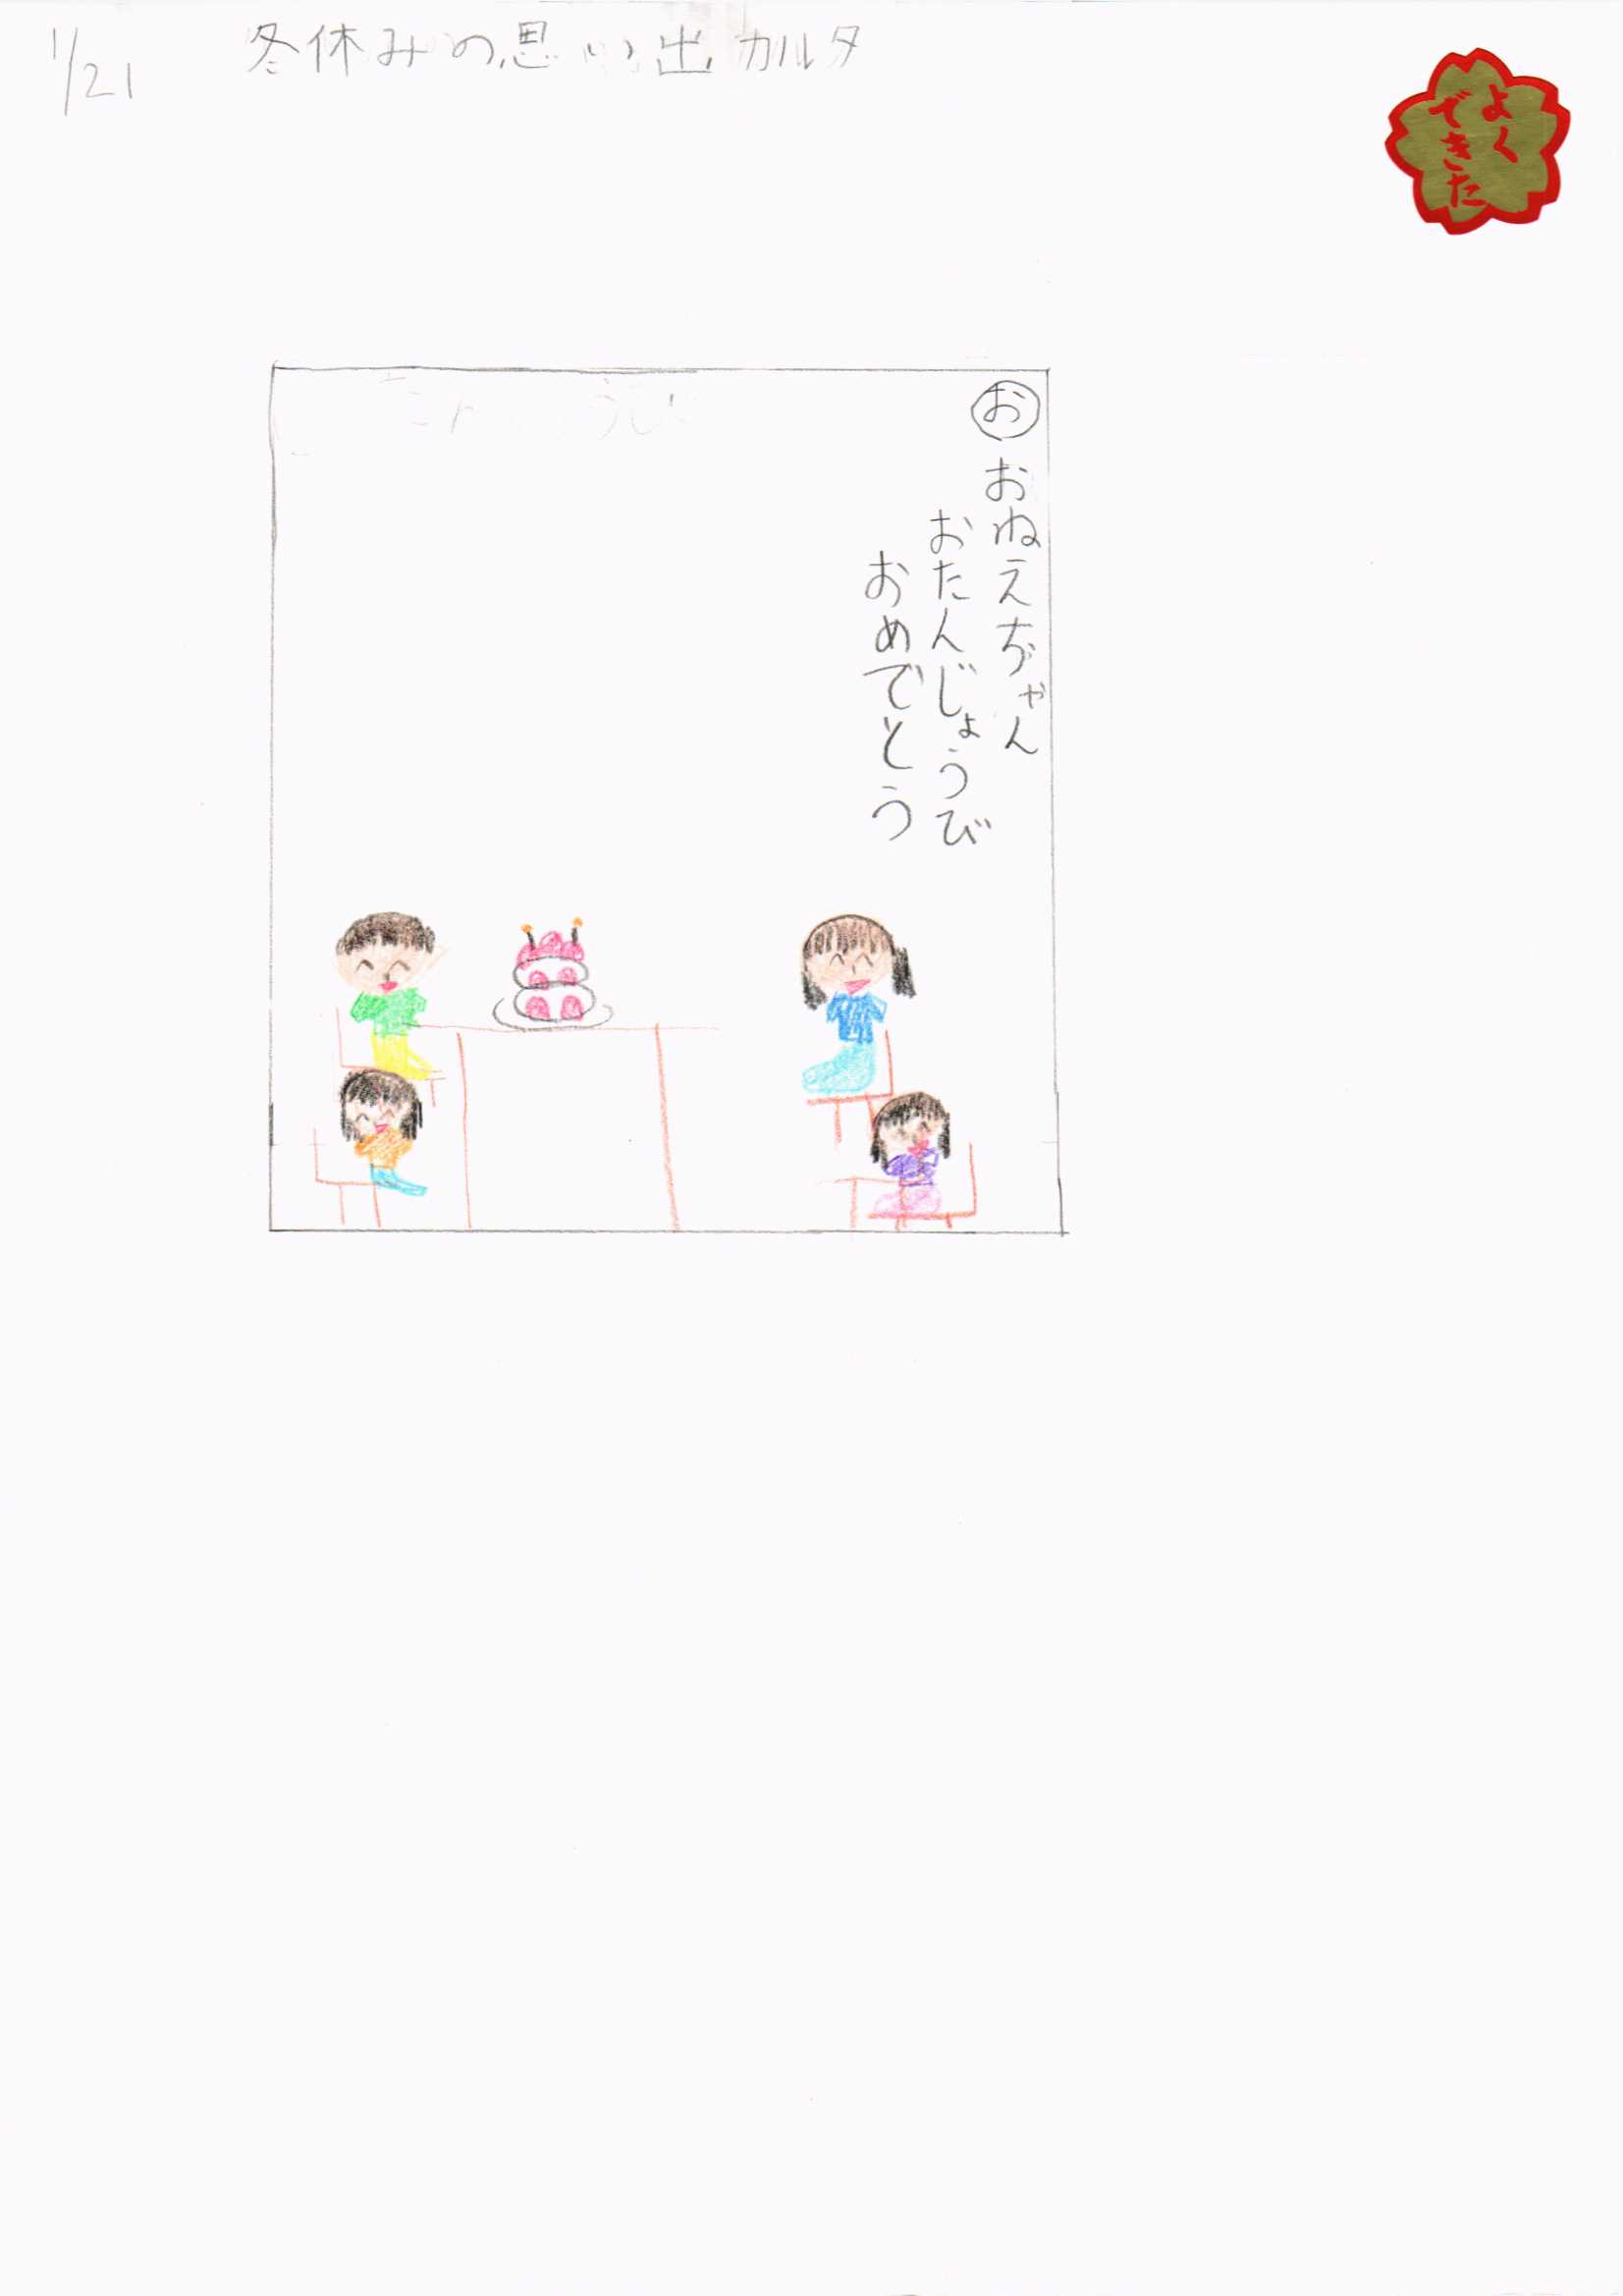 1/21
冬休みの思い出カルタ
よく
できた
お
おねえちゃん
おたんじょうび
おめでとう